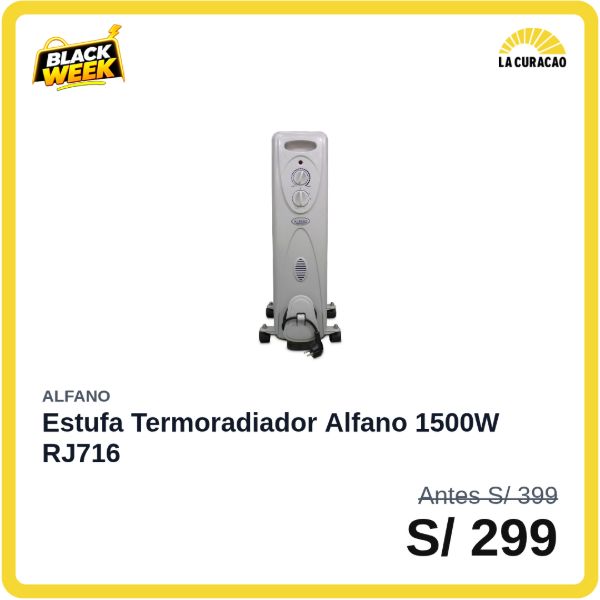 BLACK
WEEK
LA CURACAO
ALFANO
Estufa Termoradiador Alfano 1500W
RJ716
Antes S/ 399
S/ 299